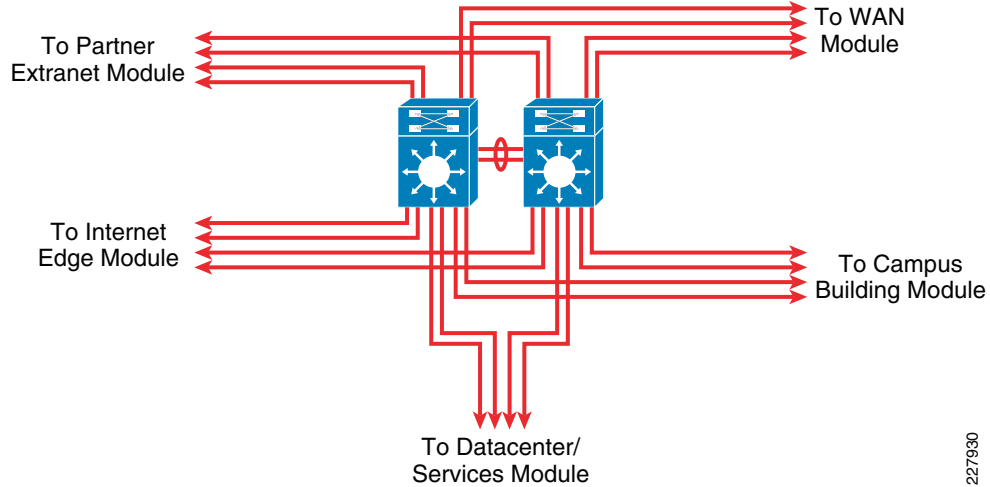 To WAN
Module
To Partner
Extranet Module
To Internet
Edge Module
To Campus
Building Module
To Datacenter/
Services Module
227930